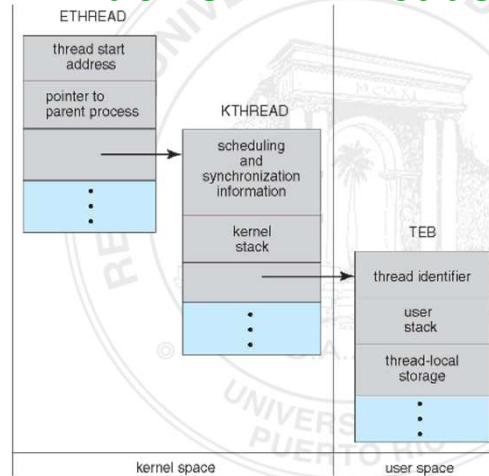 ETHREAD
thread start
address
pointer to
parent process
KTHREAD
scheduling
and
synchronization
information
kernel
stack
TEB
thread identifier
user
stack
thread-local
storage
kernel space
user space